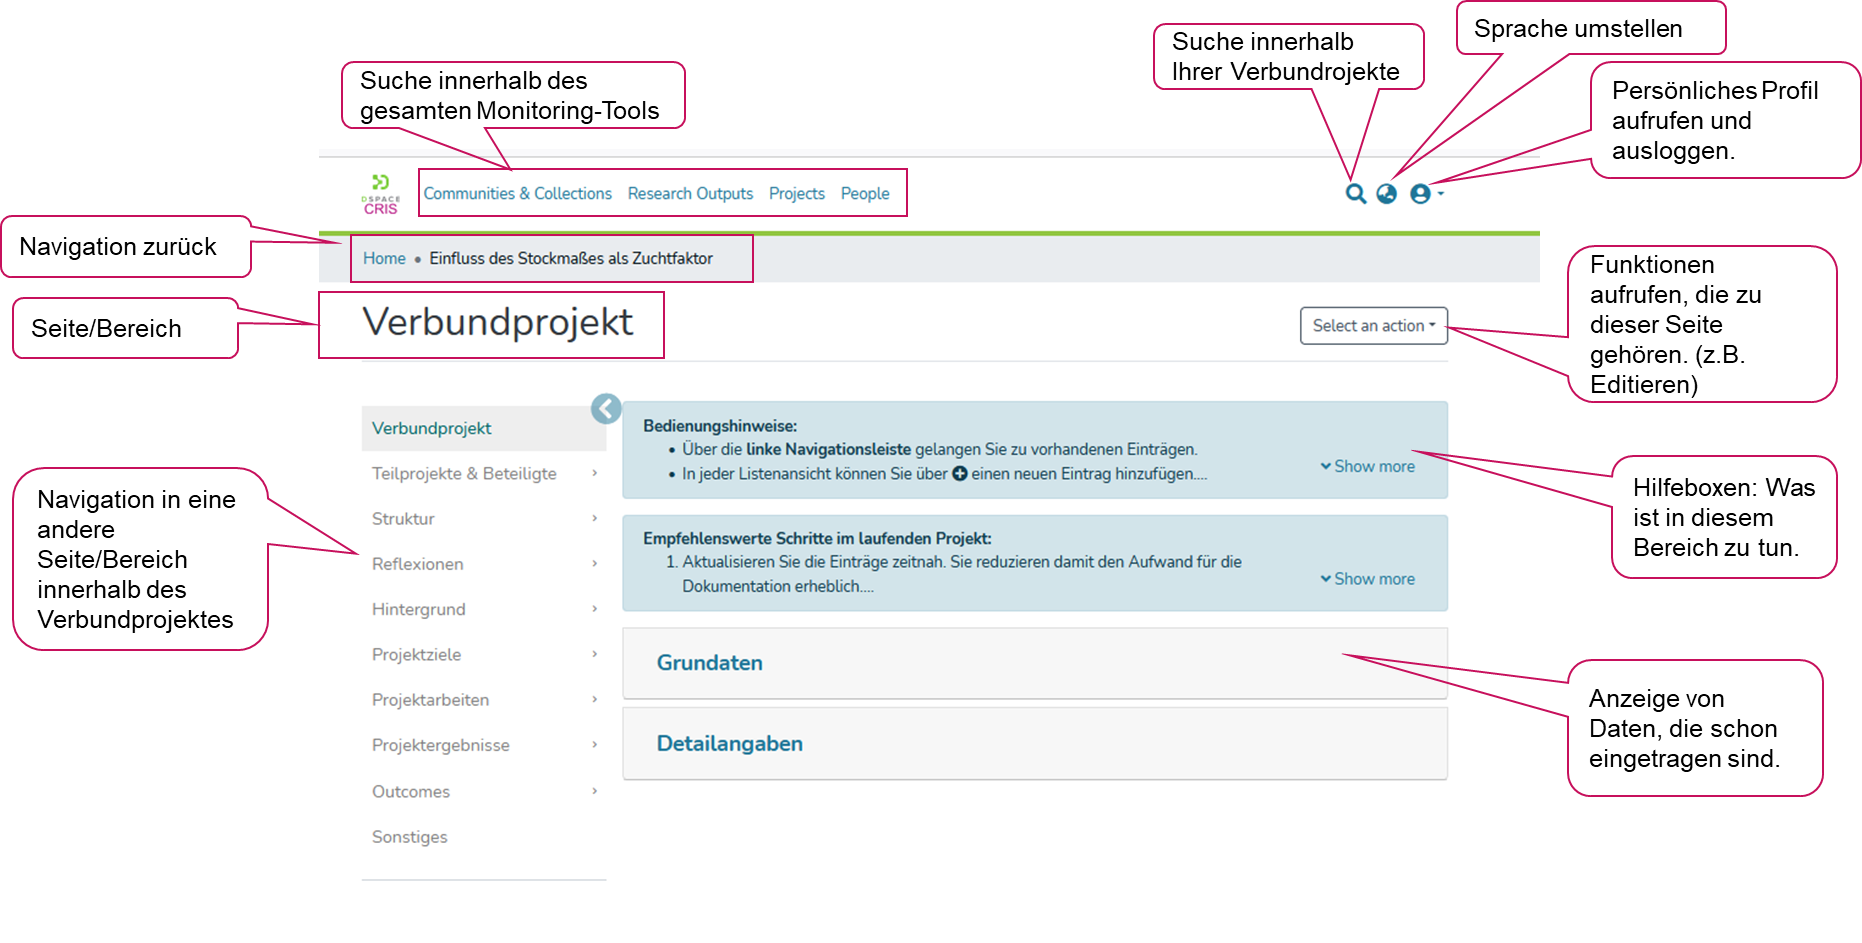 Sprache umstellen
Suche innerhalb
Ihrer Verbundrojekte
Suche innerhalb des
gesamten Monitoring-Tools
Persönliches Profil
aufrufen und
ausloggen.
DSPACE
CRIS
Communities & Collections Research Outputs Projects People
Navigation zurück
Home • Einfluss des Stockmaßes als Zuchtfaktor
Seite/Bereich
Verbundprojekt
Select an action
Funktionen
aufrufen, die zu
dieser Seite
gehören. (z.B.
Editieren)
Verbundprojekt
Teilprojekte & Beteiligte
Struktur
Reflexionen
Hintergrund
Projektziele
Projektarbeiten
Projektergebnisse
Outcomes
Sonstiges
Navigation in eine
andere
Seite/Bereich
innerhalb des
Verbundprojektes
Bedienungshinweise:
• Über die linke Navigationsleiste gelangen Sie zu vorhandenen Einträgen.
• In jeder Listenansicht können Sie über einen neuen Eintrag hinzufügen....
Show more
Hilfeboxen: Was
ist in diesem
Bereich zu tun.
Empfehlenswerte Schritte im laufenden Projekt:
1. Aktualisieren Sie die Einträge zeitnah. Sie reduzieren damit den Aufwand für die
Dokumentation erheblich....
Show more
Grundaten
Detailangaben
Anzeige von
Daten, die schon
eingetragen sind.